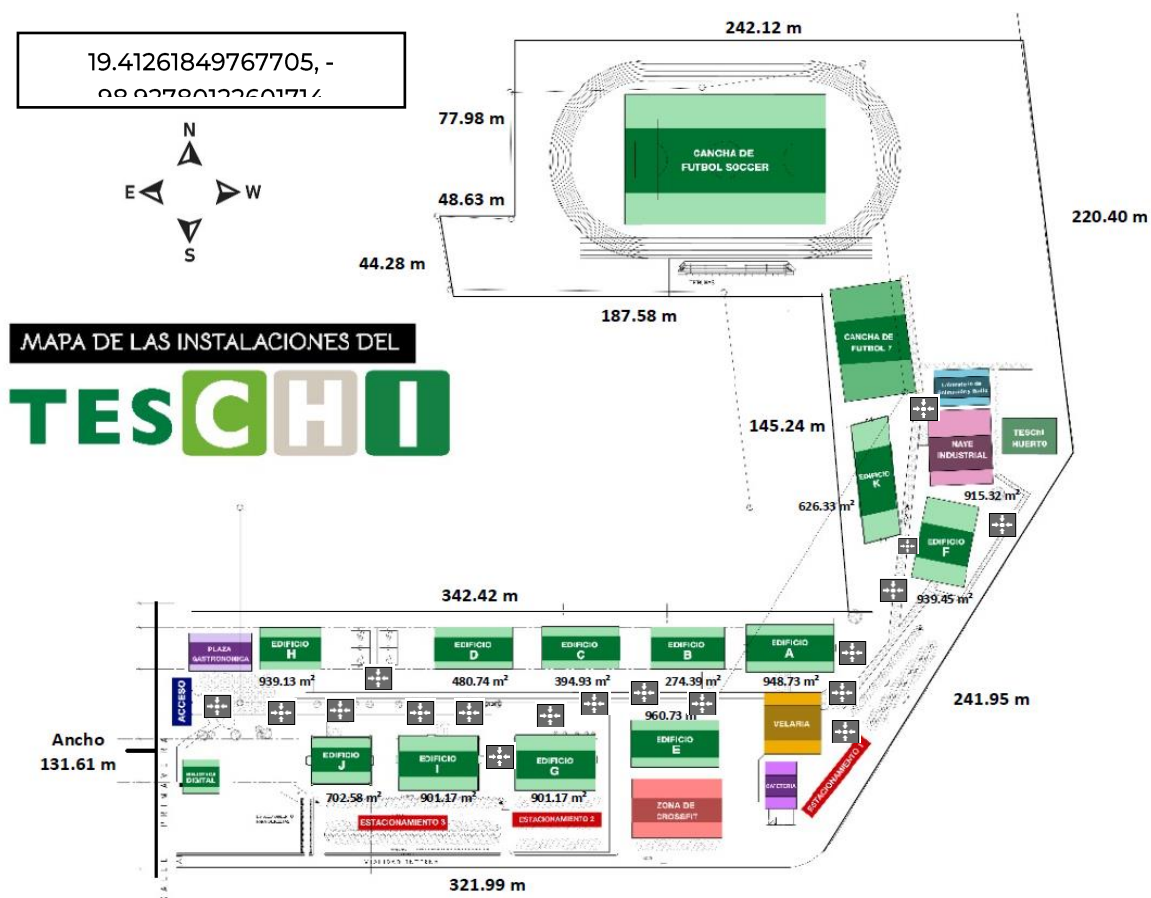 19.41261849767705, -
98.92780122601714
N
E
W
S
MAPA DE LAS INSTALACIONES DEL
TESCHI
242.12 m
77.98 m
48.63 m
44.28 m
187.58 m
220.40 m
145.24 m
CANCHA DE
FUTBOL SOCCER
CANCHA DE
FUTBOL 7
NAVE
INDUSTRIAL
TESCHI
HUERTO
915.32 m²
EDIFICIO
K
626.33 m²
EDIFICIO
F
939.45 m²
342.42 m
PLAZA
GASTRONOMICA
EDIFICIO
H
939.13 m²
EDIFICIO
D
480.74 m²
EDIFICIO
C
394.93 m²
EDIFICIO
B
274.39 m²
EDIFICIO
A
948.73 m²
ACCESO
241.95 m
Ancho
131.61 m
DIGITAL
EDIFICIO
J
702.58 m²
EDIFICIO
I
901.17 m²
EDIFICIO
G
901.17 m²
960.73 m
EDIFICIO
E
VELARIA
CAFETERIA
ESTACIONAMIENTO 1
ZONA DE
CROSSFIT
ESTACIONAMIENTO 3
ESTACIONAMIENTO 2
321.99 m